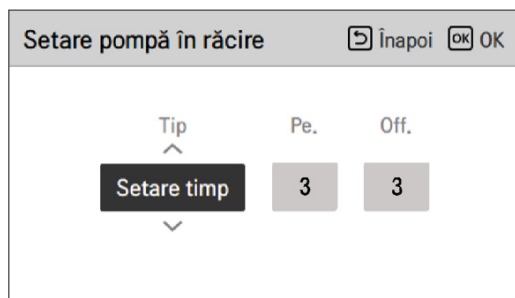 Setare pompă în răcire Înapoi OK OK
Tip Pe. Off.
Setare timp 3 3